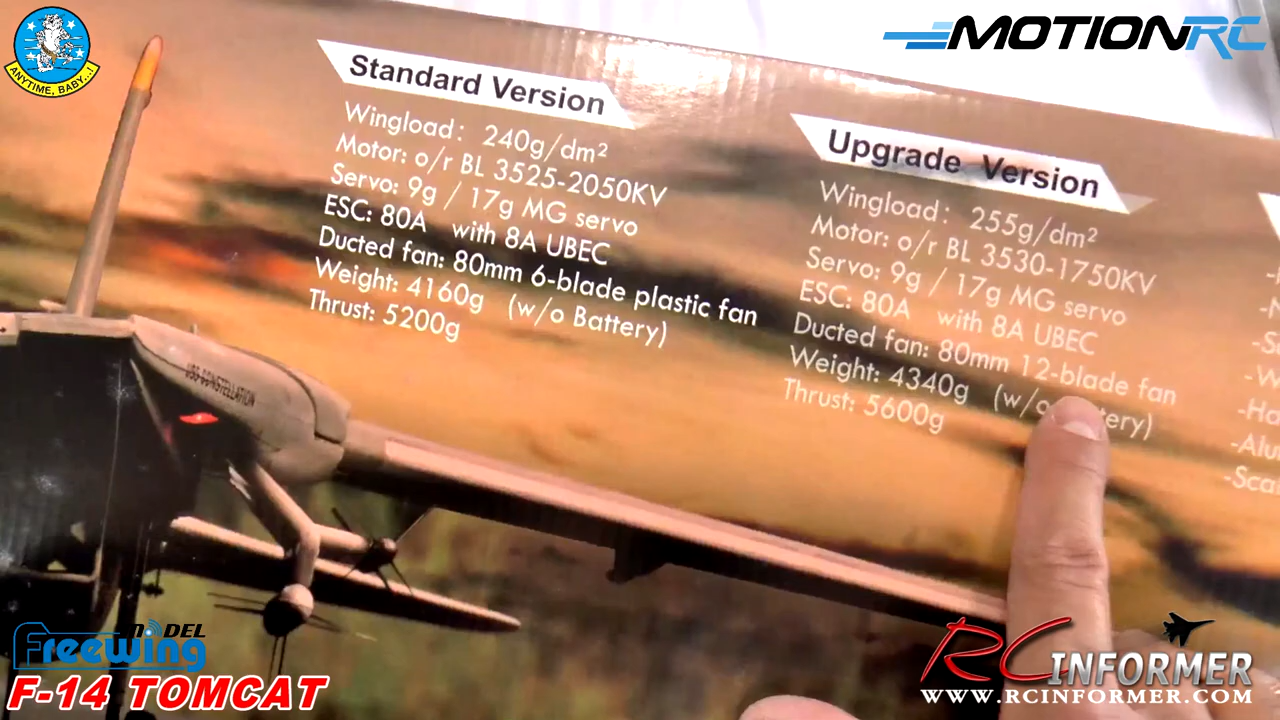 ANYTIME, BABY...!
MOTIONRC
Standard Version
Wingload: 240g/dm²
Motor: o/r BL 3525-2050KV
Servo: 9g / 17g MG servo
ESC: 80A with 8A UBEC
Ducted fan: 80mm 6-blade plastic fan
Weight: 4160g (w/o Battery)
Thrust: 5200g
Upgrade Version
Wingload: 255g/dm²
Motor: o/r BL 3530-1750KV
Servo: 9g / 17g MG servo
ESC: 80A with 8A UBEC
Ducted fan: 80mm 12-blade fan
Weight: 4340g (w/o
Thrust: 5600g
USS CONSTELLATION
Freewing MODEL
F-14 TOMCAT
RC INFORMER
WWW.RCINFORMER.COM